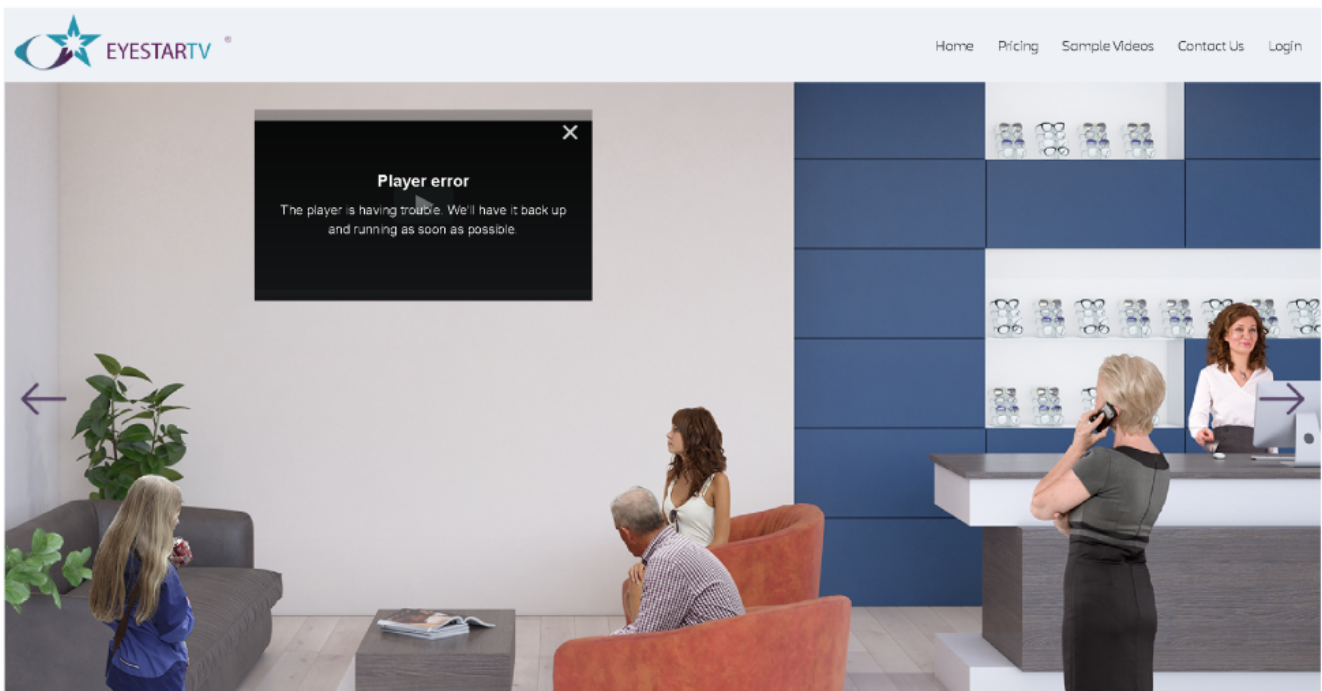 EYESTARTV ®
Home Pricing Sample Videos Contact Us Login
Player error
The player is having trouble. We'll have it back up
and running as soon as possible.